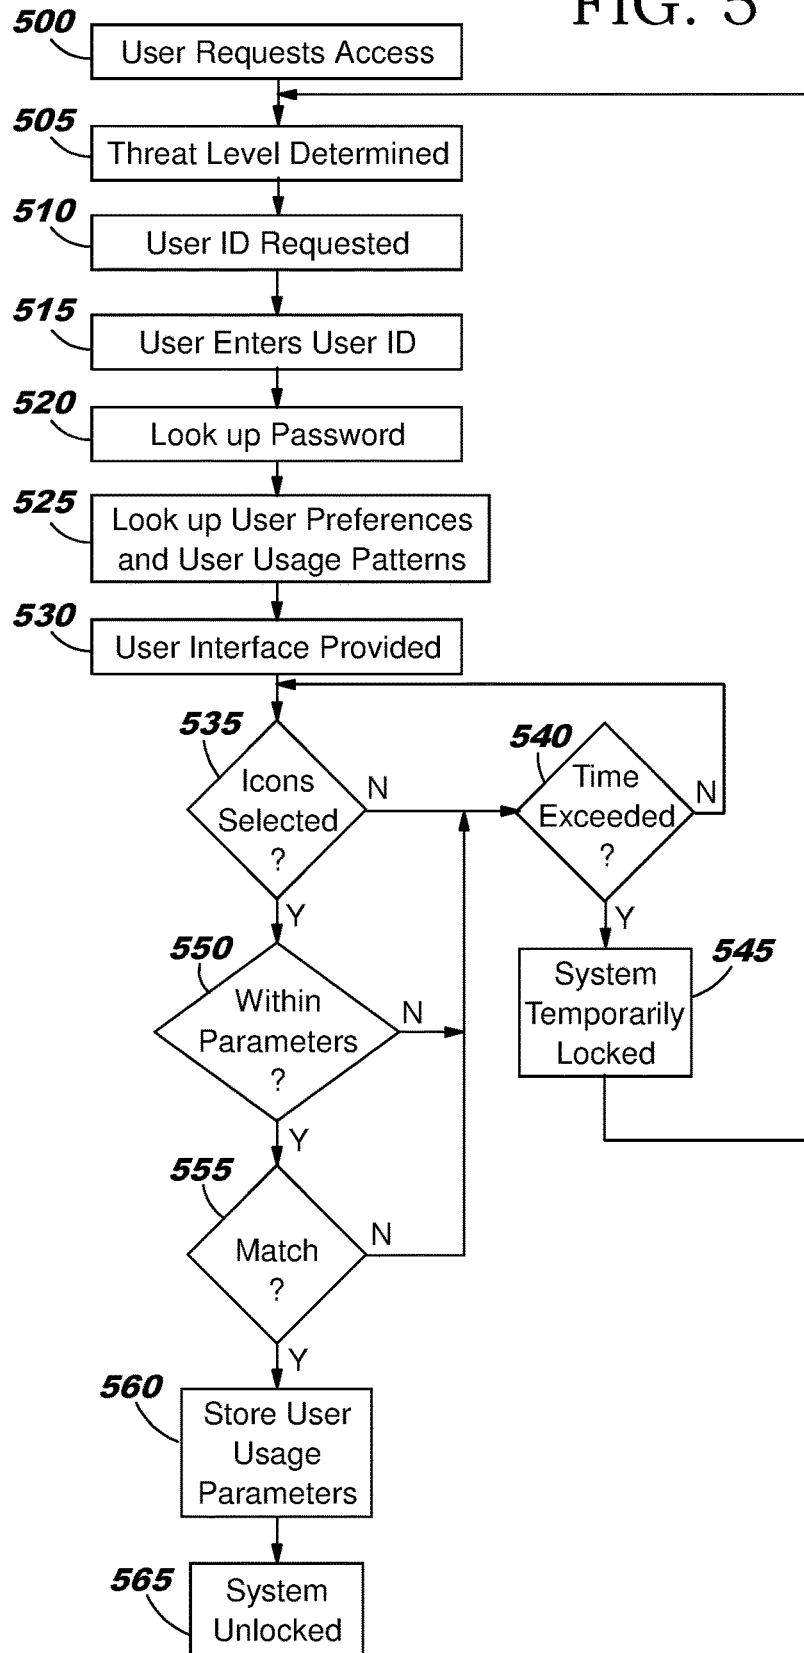 FIG. 5
500
User Requests Access
505
Threat Level Determined
510
User ID Requested
515
User Enters User ID
520
Look up Password
525
Look up User Preferences
and User Usage Patterns
530
User Interface Provided
535
Icons
Selected
?
N
Y
540
Time
Exceeded
?
N
Y
545
System
Temporarily
Locked
550
Within
Parameters
?
N
Y
555
Match
?
N
Y
560
Store User
Usage
Parameters
565
System
Unlocked